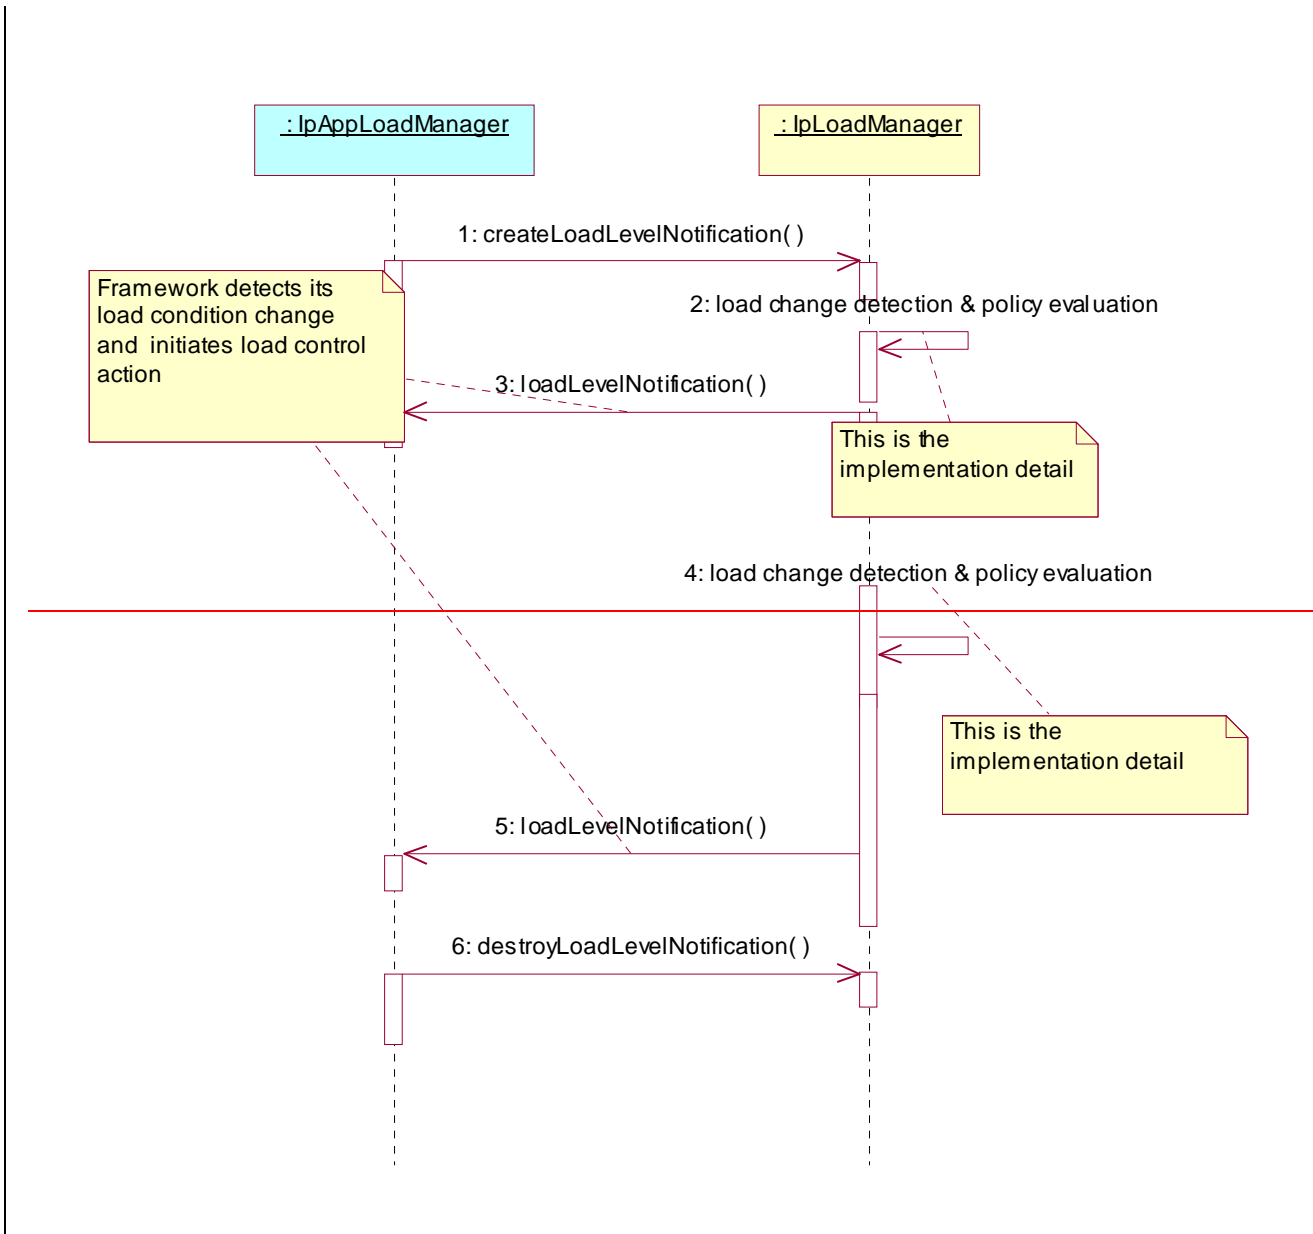 : IpAppLoadManager
: IpLoadManager
1: createLoadLevelNotification( )
Framework detects its
load condition change
and initiates load control
action
2: load change detection & policy evaluation
3: loadLevelNotification( )
This is the
implementation detail
4: load change detection & policy evaluation
This is the
implementation detail
5: loadLevelNotification( )
6: destroyLoadLevelNotification( )